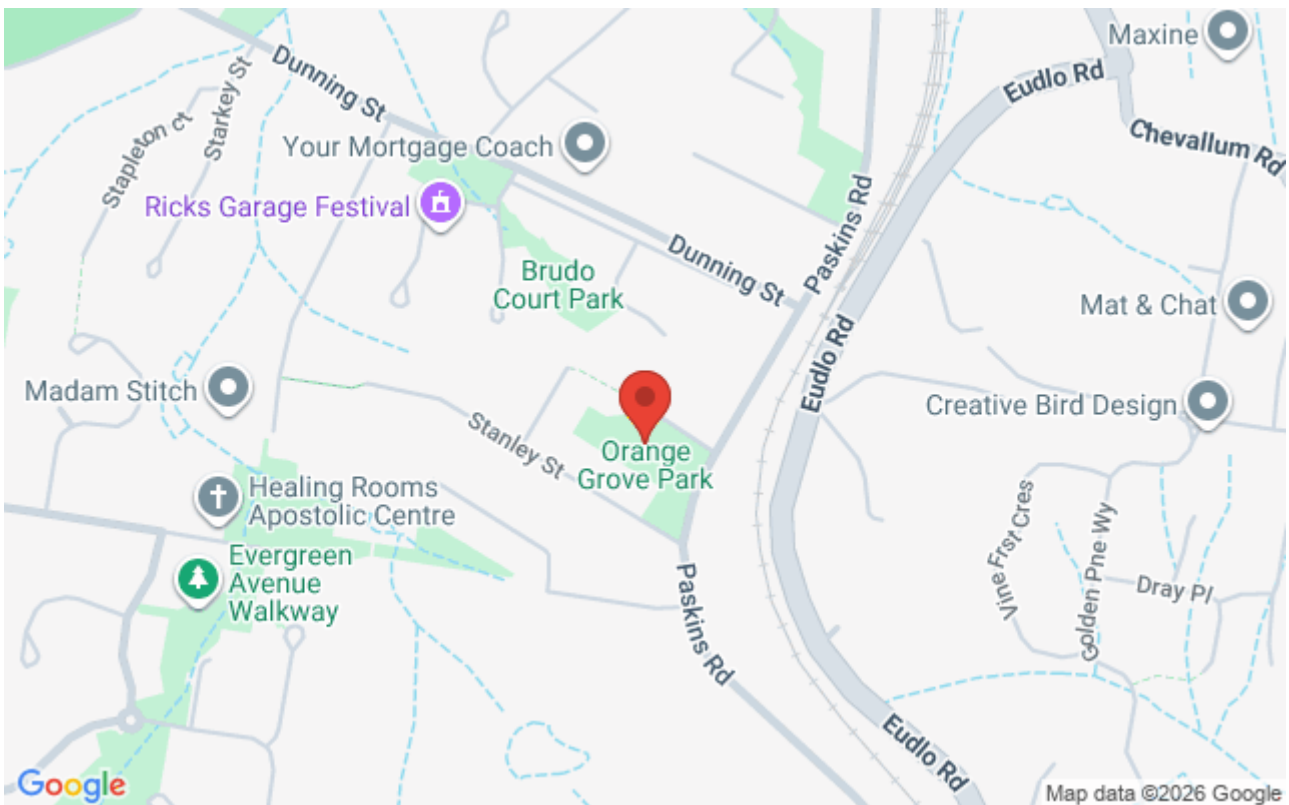 Maxine
Dunning St
Eudlo Rd
Starkey St
Stapleton ct
Your Mortgage Coach
Chevallum Rd
Ricks Garage Festival
Paskins Rd
Dunning St
Brudo
Court Park
Mat & Chat
Eudlo Rd
Madam Stitch
Creative Bird Design
Stanley St
Orange
Grove Park
Healing Rooms
Apostolic Centre
Vine Frst Cres
Golden Pne Wy
Evergreen
Avenue
Walkway
Dray Pl
Paskins Rd
Eudlo Rd
Google
Map data ©2026 Google